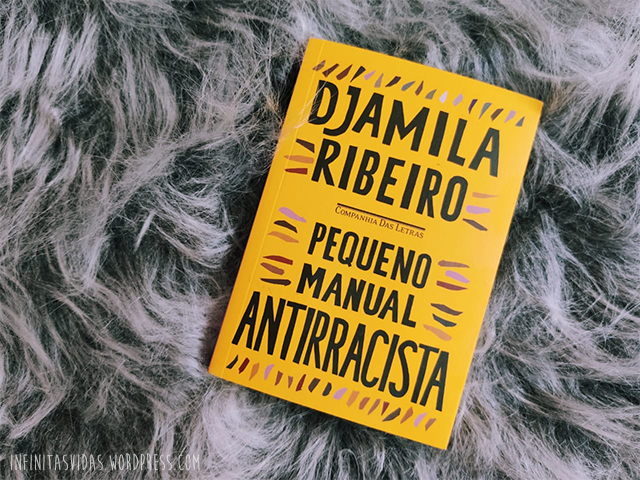 DJAMILA
RIBEIRO
COMPANHIA DAS LETRAS
PEQUENO
MANUAL
ANTIRRACISTA
INFINITASVIDAS.WORDPRESS.COM